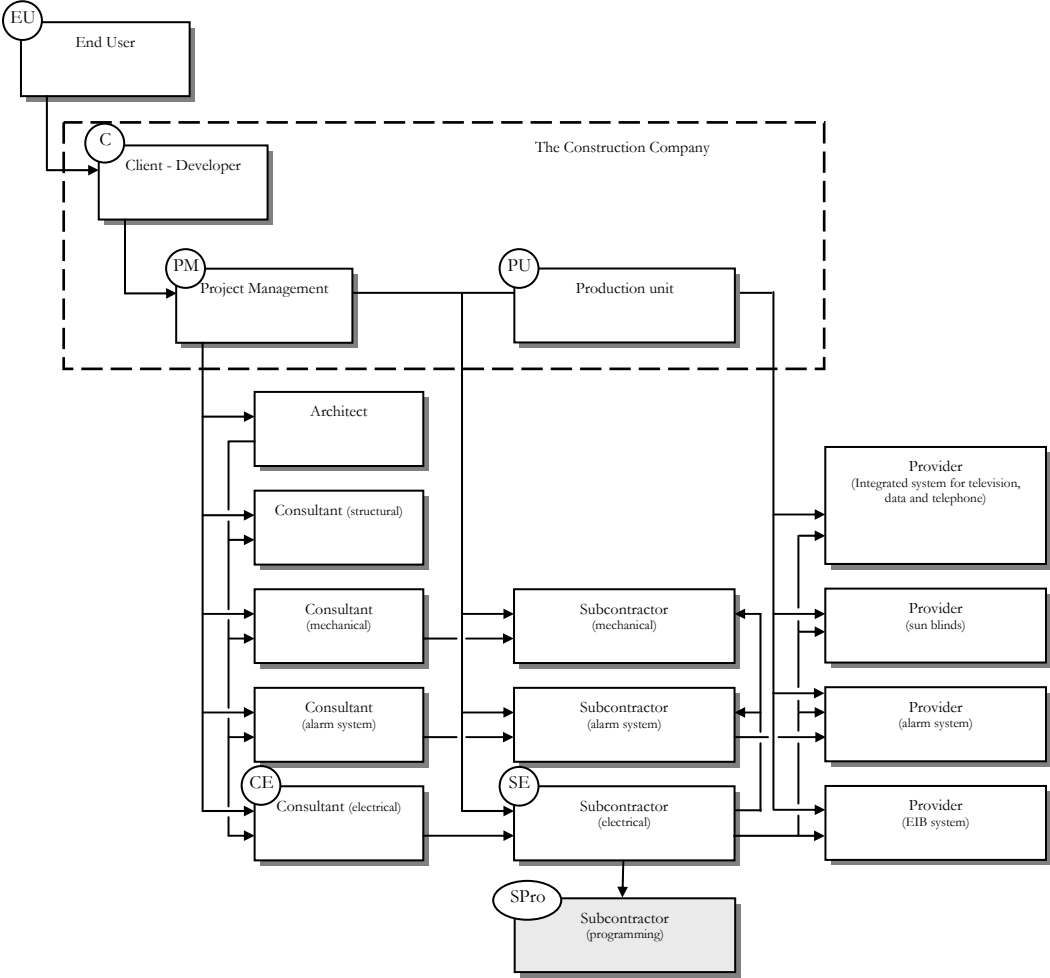 EU
End User
C
Client - Developer
The Construction Company
PM
Project Management
PU
Production unit
Architect
Provider
(Integrated system for television,
data and telephone)
Consultant (structural)
Consultant
(mechanical)
Subcontractor
(mechanical)
Provider
(sun blinds)
Consultant
(alarm system)
Subcontractor
(alarm system)
Provider
(alarm system)
CE
Consultant (electrical)
SE
Subcontractor
(electrical)
Provider
(EIB system)
SPro
Subcontractor
(programming)